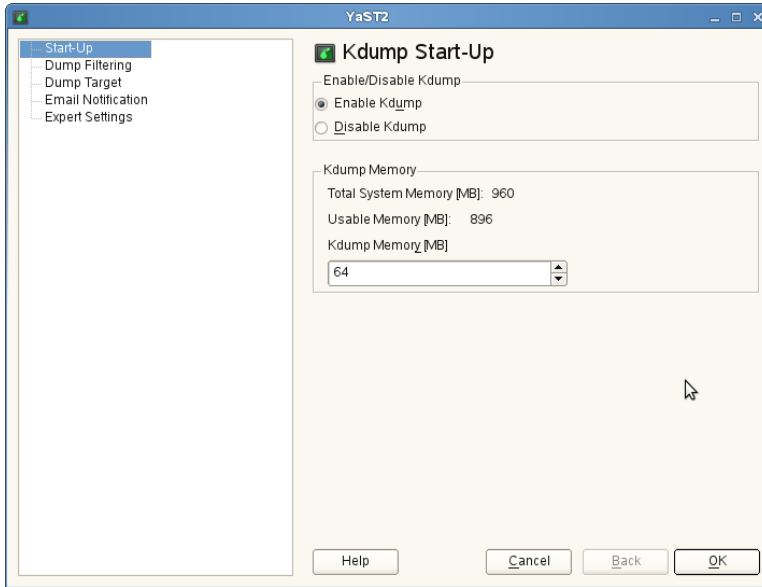 YaST2
Start-Up
Dump Filtering
Dump Target
Email Notification
Expert Settings
Kdump Start-Up
Enable/Disable Kdump
Enable Kdump
Disable Kdump
Kdump Memory
Total System Memory [MB]: 960
Usable Memory [MB]: 896
Kdump Memory [MB]
64
Help
Cancel
Back
OK